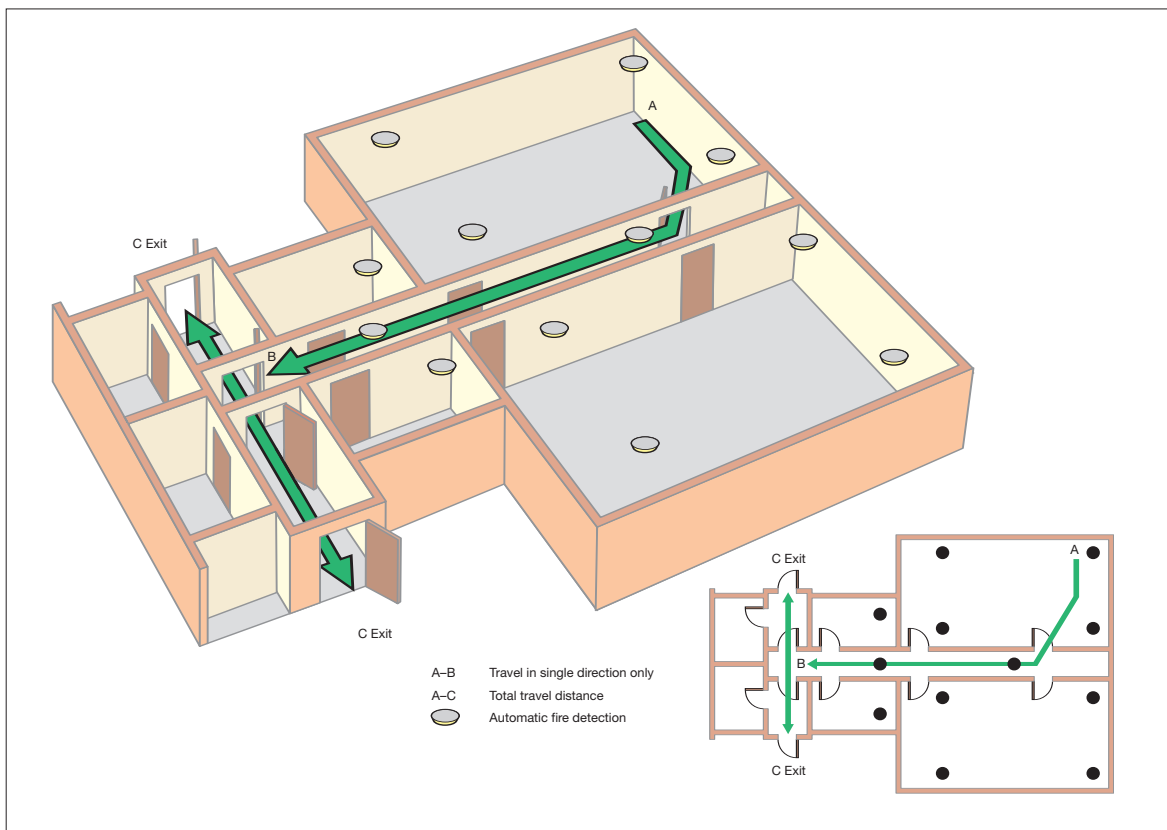 A
C Exit
B
C Exit
A–B Travel in single direction only
A–C Total travel distance
Automatic fire detection
C Exit
A
B
C Exit